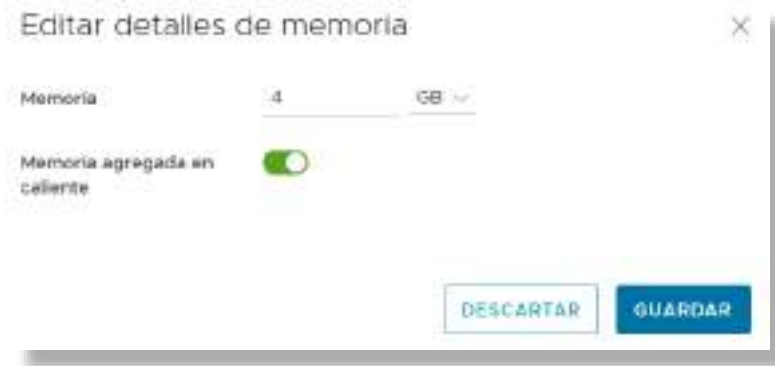 Editar detalles de memoria
Memoria 4 GB
Memoria agregada en
caliente
DESCARTAR GUARDAR